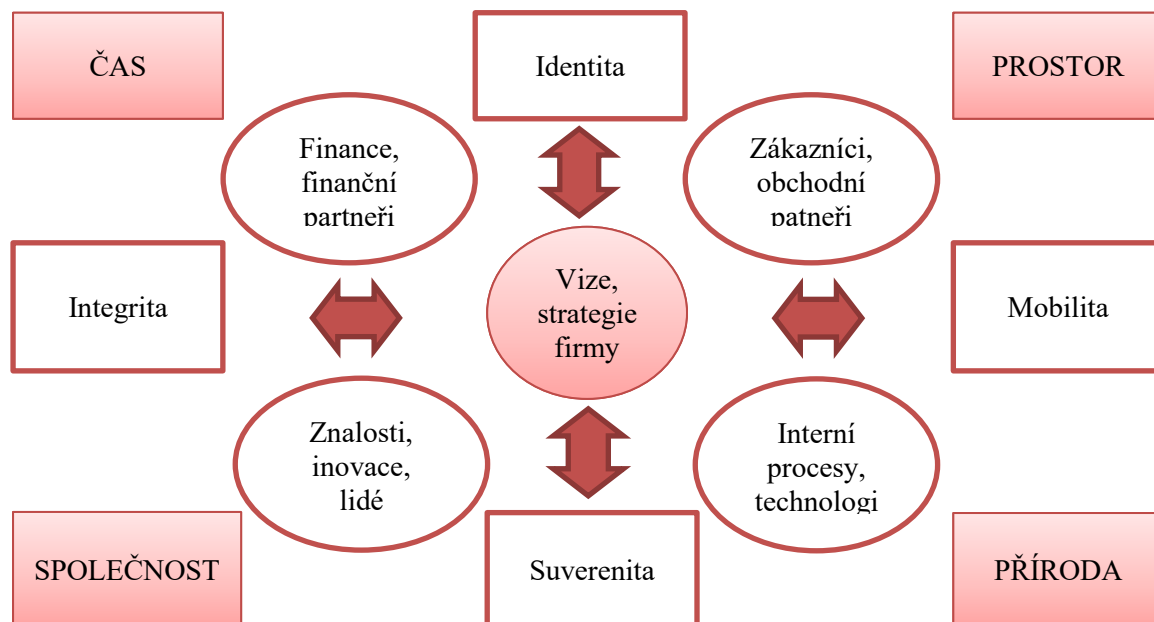 ČAS
Identita
PROSTOR
Finance,
finanční
partneři
Zákazníci,
obchodní
patneři
Integrita
Vize,
strategie
firmy
Mobilita
Znalosti,
inovace,
lidé
Interní
procesy,
technologi
SPOLEČNOST
Suverenita
PŘÍRODA